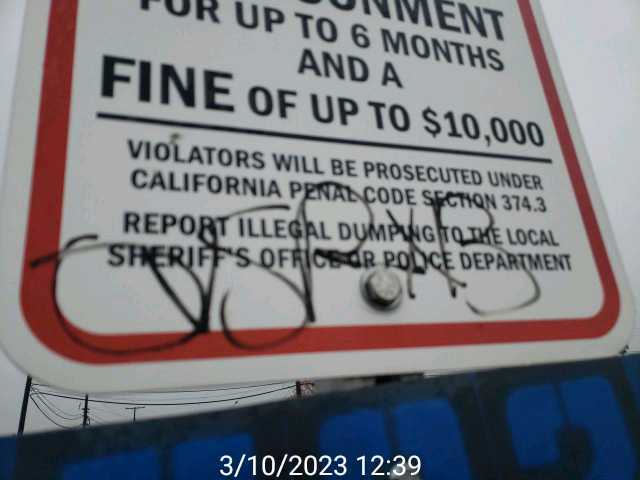 FOR UP TO 6 MONTHS
AND A
FINE OF UP TO $10,000
VIOLATORS WILL BE PROSECUTED UNDER
CALIFORNIA PENAL CODE SECTION 374.3
REPORT ILLEGAL DUMPING TO THE LOCAL
SHERIFF'S OFFICE OR POLICE DEPARTMENT
3/10/2023 12:39